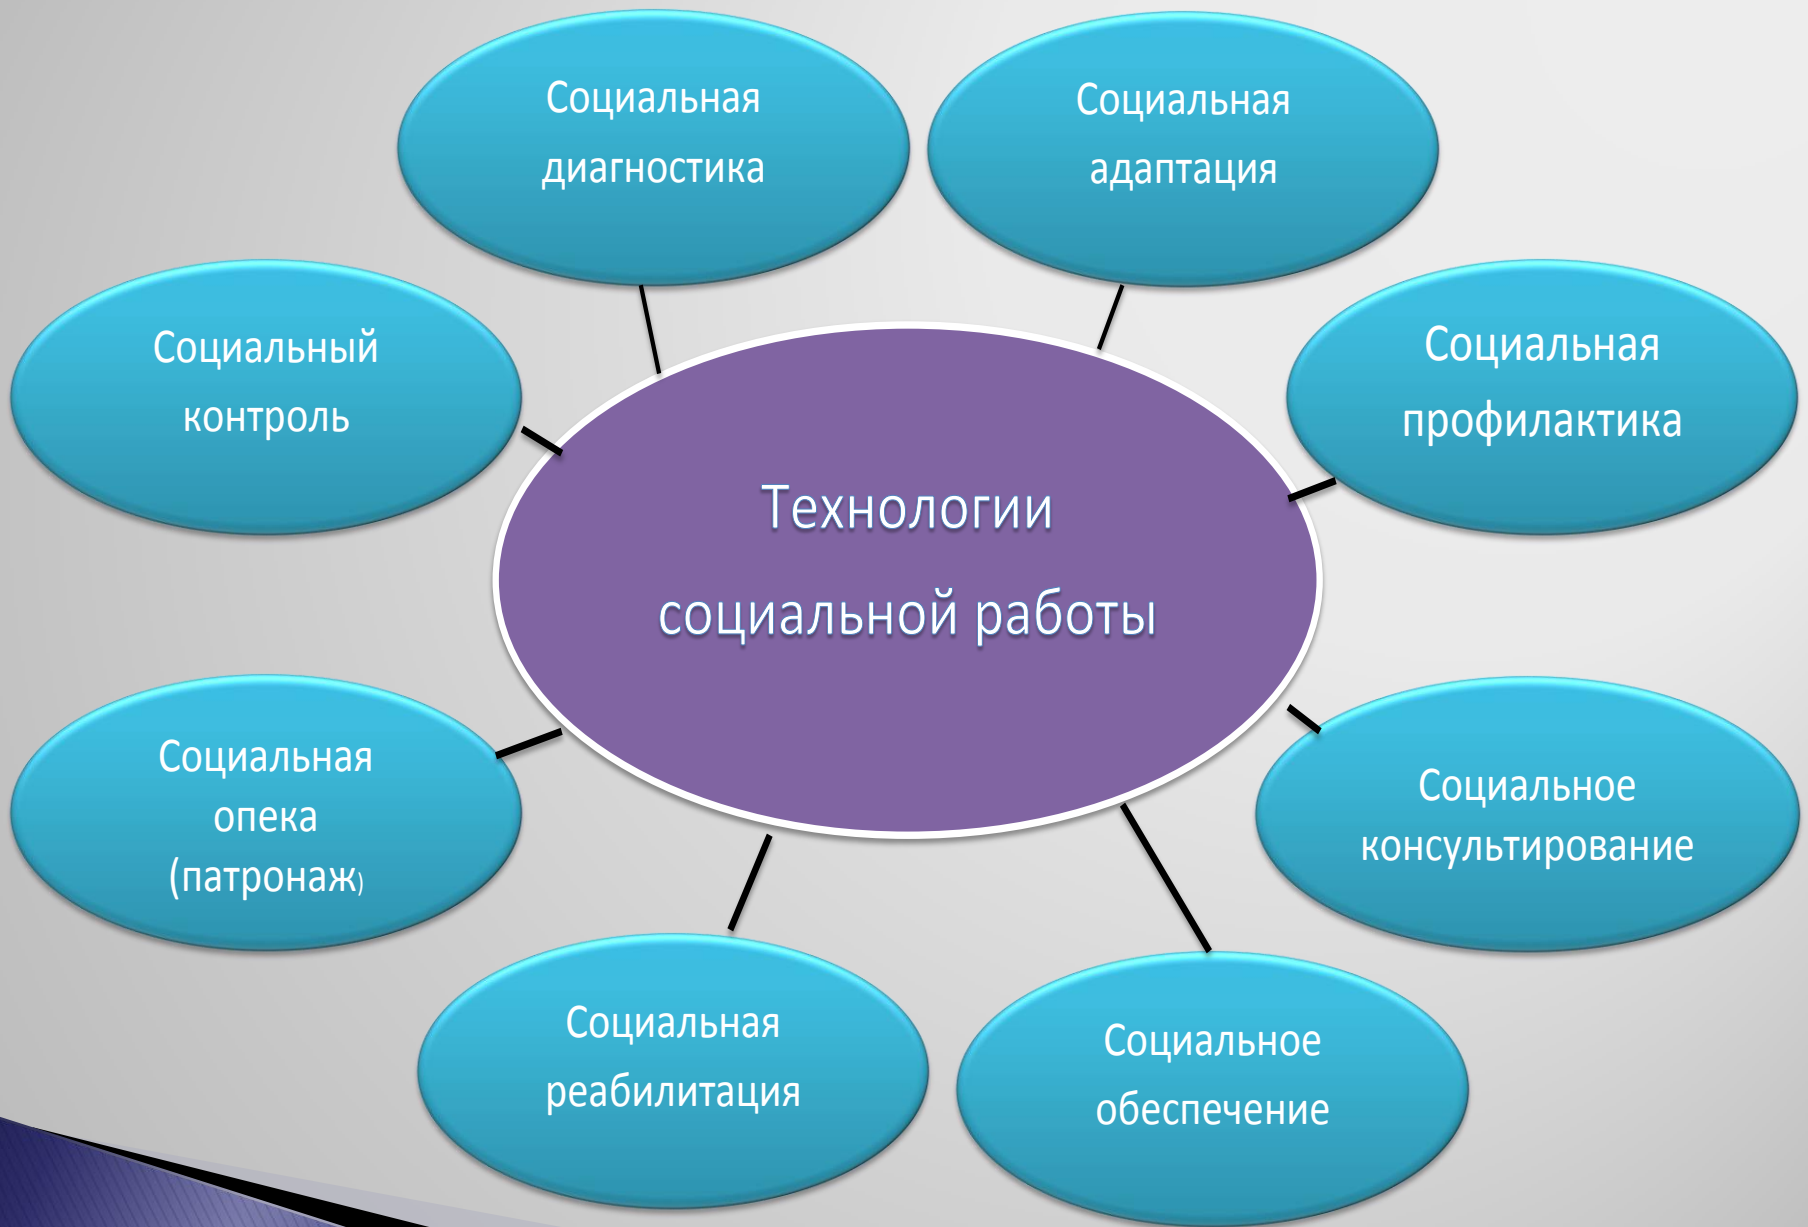 Социальная
диагностика
Социальная
адаптация
Социальный
контроль
Социальная
профилактика
Технологии
социальной работы
Социальная
опека
(патронаж)
Социальное
консультирование
Социальная
реабилитация
Социальное
обеспечение